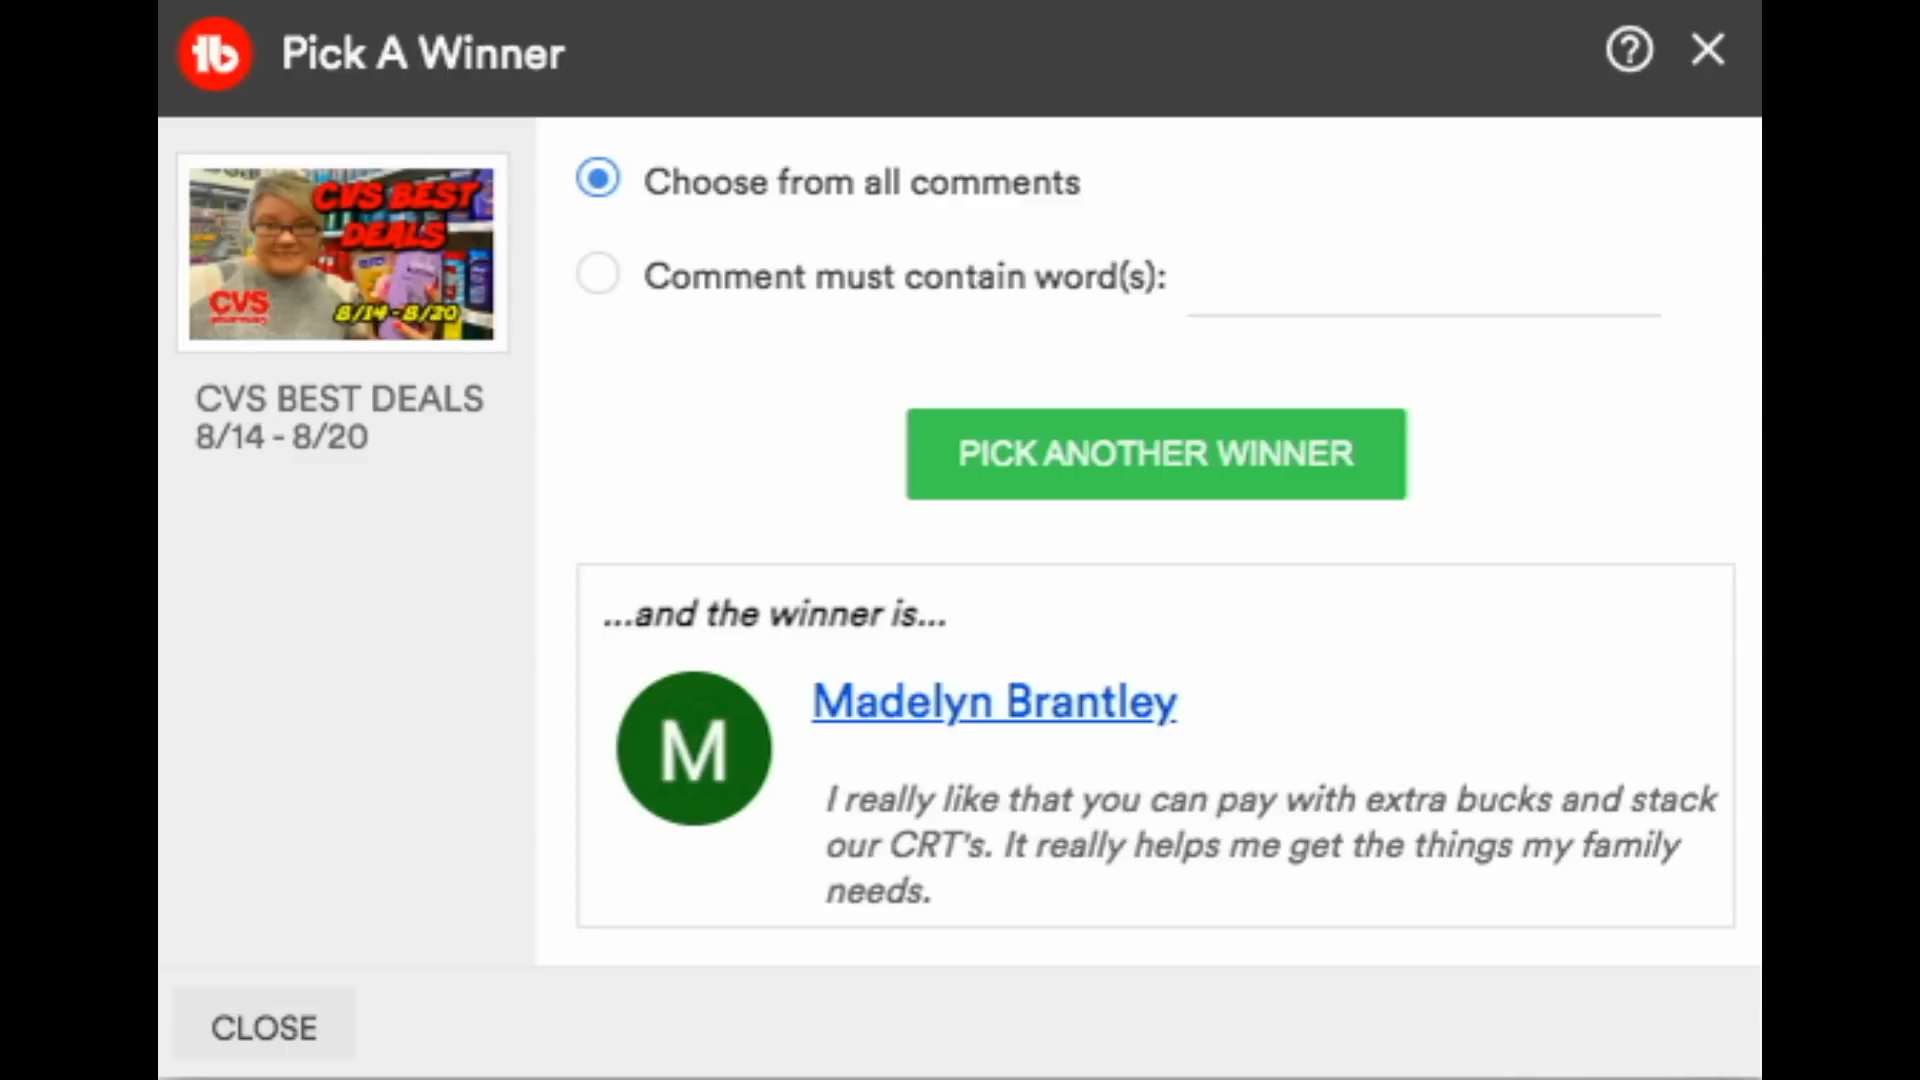 tb Pick A Winner
CVS BEST
DEALS
CVS
pharmacy
8/14 - 8/20
CVS BEST DEALS
8/14 - 8/20
Choose from all comments
Comment must contain word(s):
PICK ANOTHER WINNER
...and the winner is...
M
Madelyn Brantley
I really like that you can pay with extra bucks and stack
our CRT's. It really helps me get the things my family
needs.
CLOSE